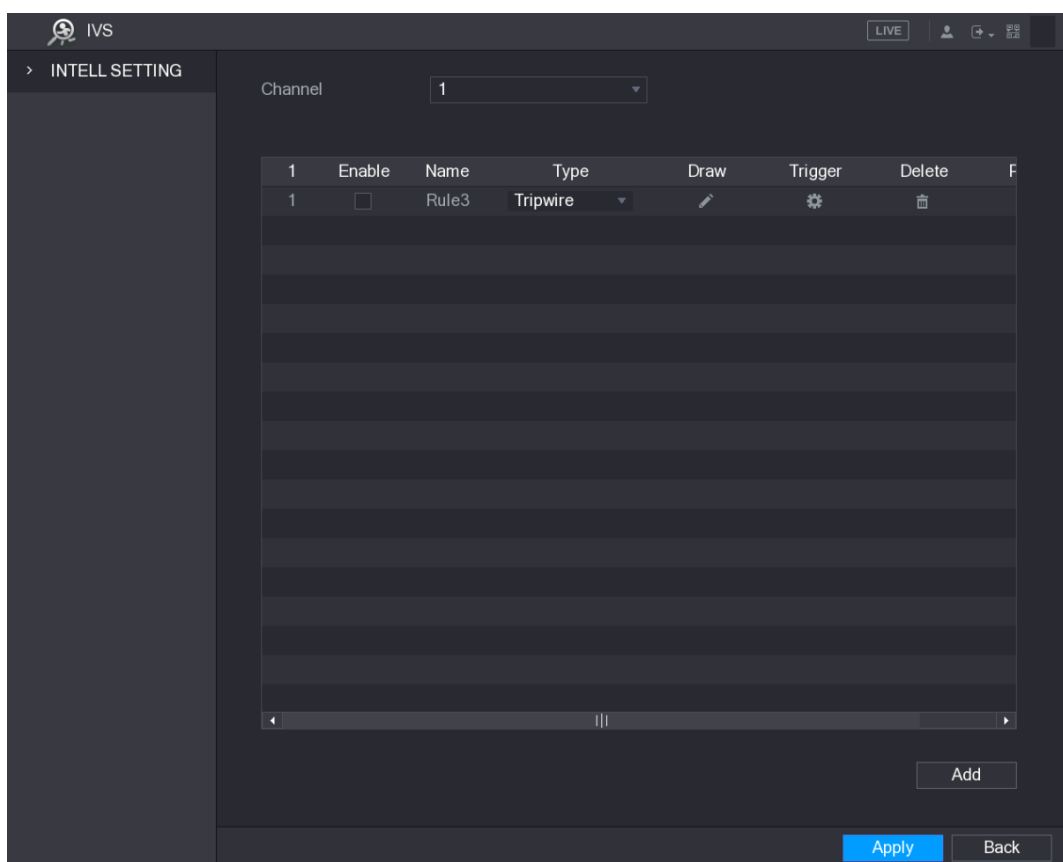 IVS LIVE
INTELL SETTING
Channel 1
1 Enable Name Type Draw Trigger Delete
1 Rule3 Tripwire
Add
Apply Back